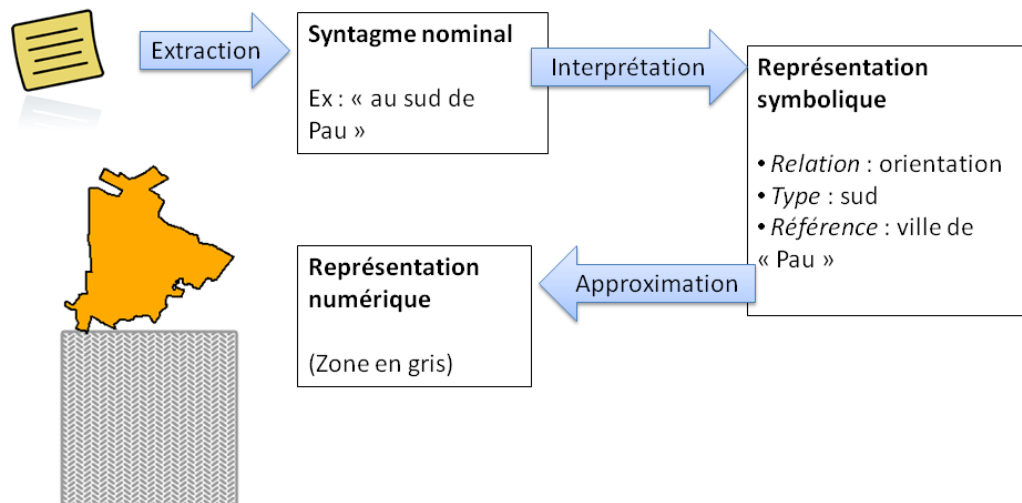 Extraction
Syntagme nominal
Ex : « au sud de
Pau »
Interprétation
Représentation
symbolique
• Relation : orientation
• Type : sud
• Référence : ville de
« Pau »
Approximation
Représentation
numérique
(Zone en gris)